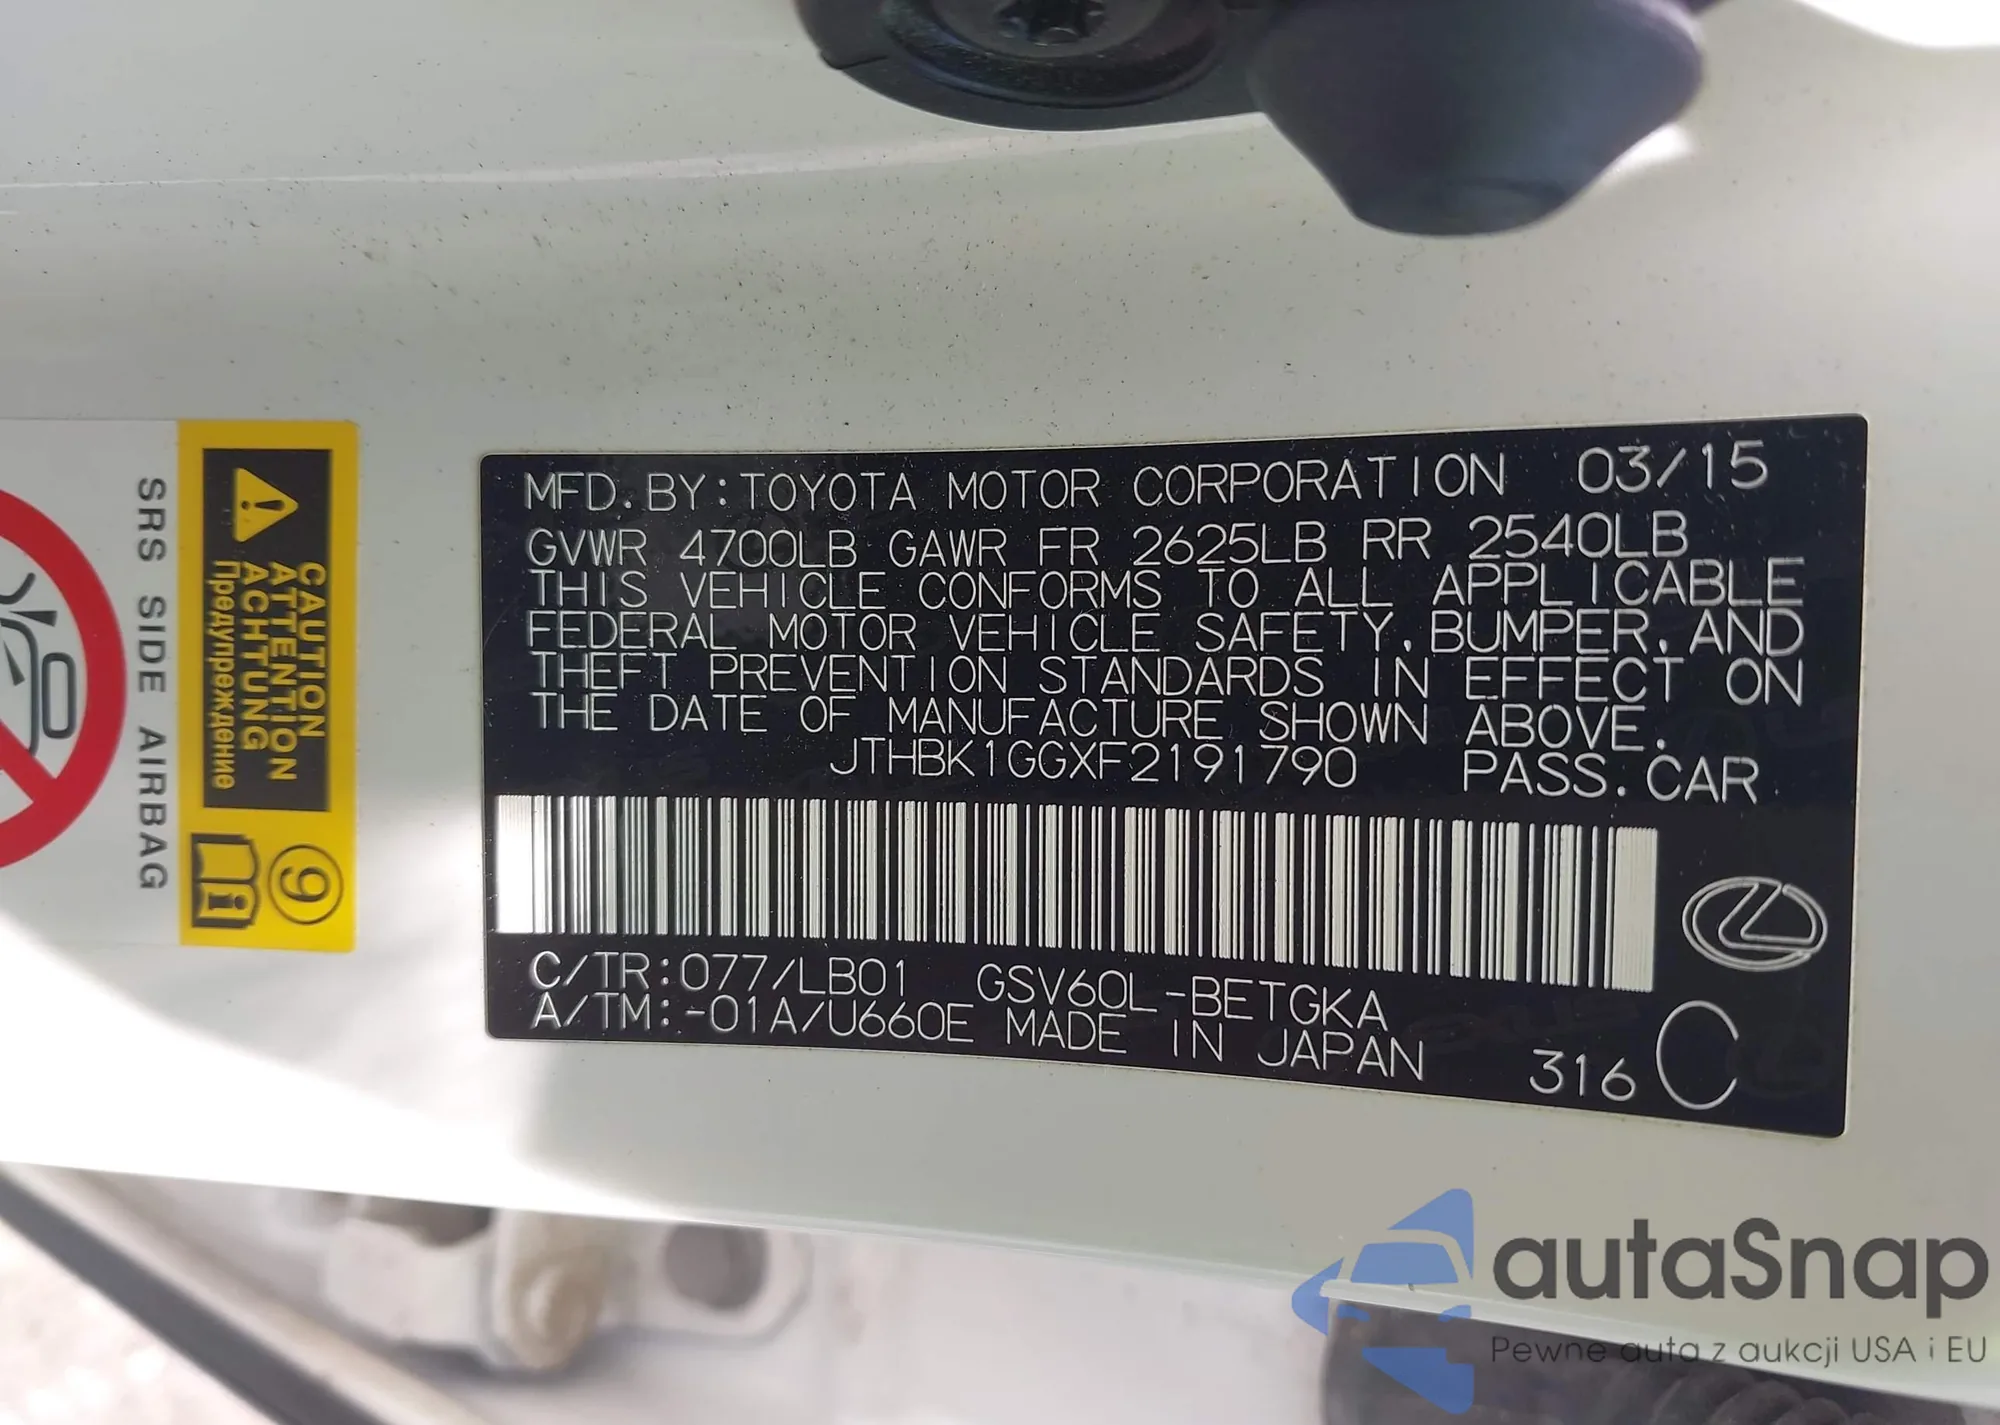 MFD. BY: TOYOTA MOTOR CORPORATION 03/15
GVWR 4700LB GAWR FR 2625LB RR 2540LB
THIS VEHICLE CONFORMS TO ALL APPLICABLE
FEDERAL MOTOR VEHICLE SAFETY, BUMPER, AND
THEFT PREVENTION STANDARDS IN EFFECT ON
THE DATE OF MANUFACTURE SHOWN ABOVE.
JTHBK1GGXF2191790 PASS. CAR
C/TR: 077/LB01 GSV60L-BETGKA
A/TM: -01A/U660E MADE IN JAPAN
316 C
CAUTION
ATTENTION
ACHTUNG
Предупреждение
9
SRS SIDE AIRBAG
autaSnap
Pewne auta z aukcji USA i EU